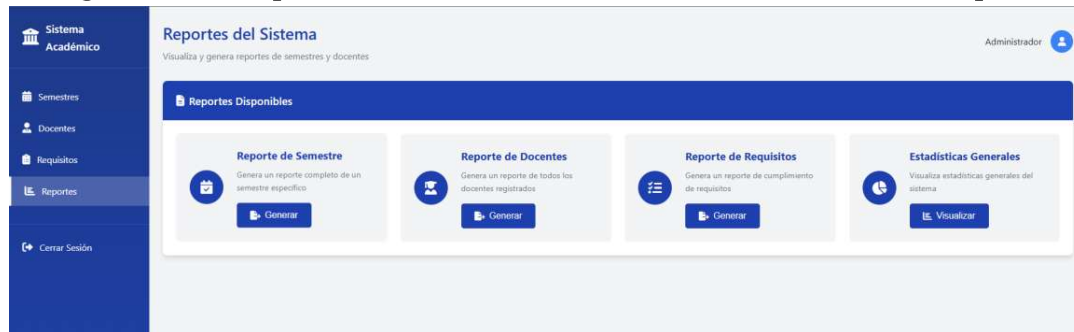 Sistema
Académico
Semestres
Docentes
Requisitos
Reportes
Cerrar Sesión
Reportes del Sistema
Visualiza y genera reportes de semestres y docentes
Administrador
Reportes Disponibles
Reporte de Semestre
Genera un reporte completo de un
semestre específico
Generar
Reporte de Docentes
Genera un reporte de todos los
docentes registrados
Generar
Reporte de Requisitos
Genera un reporte de cumplimiento
de requisitos
Generar
Estadísticas Generales
Visualiza estadísticas generales del
sistema
Visualizar